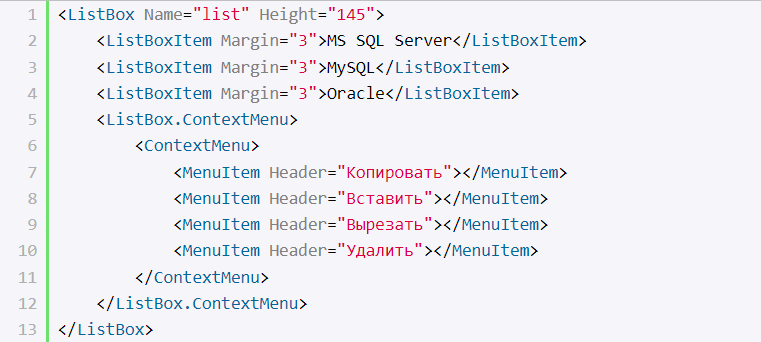 1 <ListBox Name="list" Height="145">
2     <ListBoxItem Margin="3">MS SQL Server</ListBoxItem>
3     <ListBoxItem Margin="3">MySQL</ListBoxItem>
4     <ListBoxItem Margin="3">Oracle</ListBoxItem>
5     <ListBox.ContextMenu>
6         <ContextMenu>
7             <MenuItem Header="Копировать"></MenuItem>
8             <MenuItem Header="Вставить"></MenuItem>
9             <MenuItem Header="Вырезать"></MenuItem>
10             <MenuItem Header="Удалить"></MenuItem>
11         </ContextMenu>
12     </ListBox.ContextMenu>
13 </ListBox>